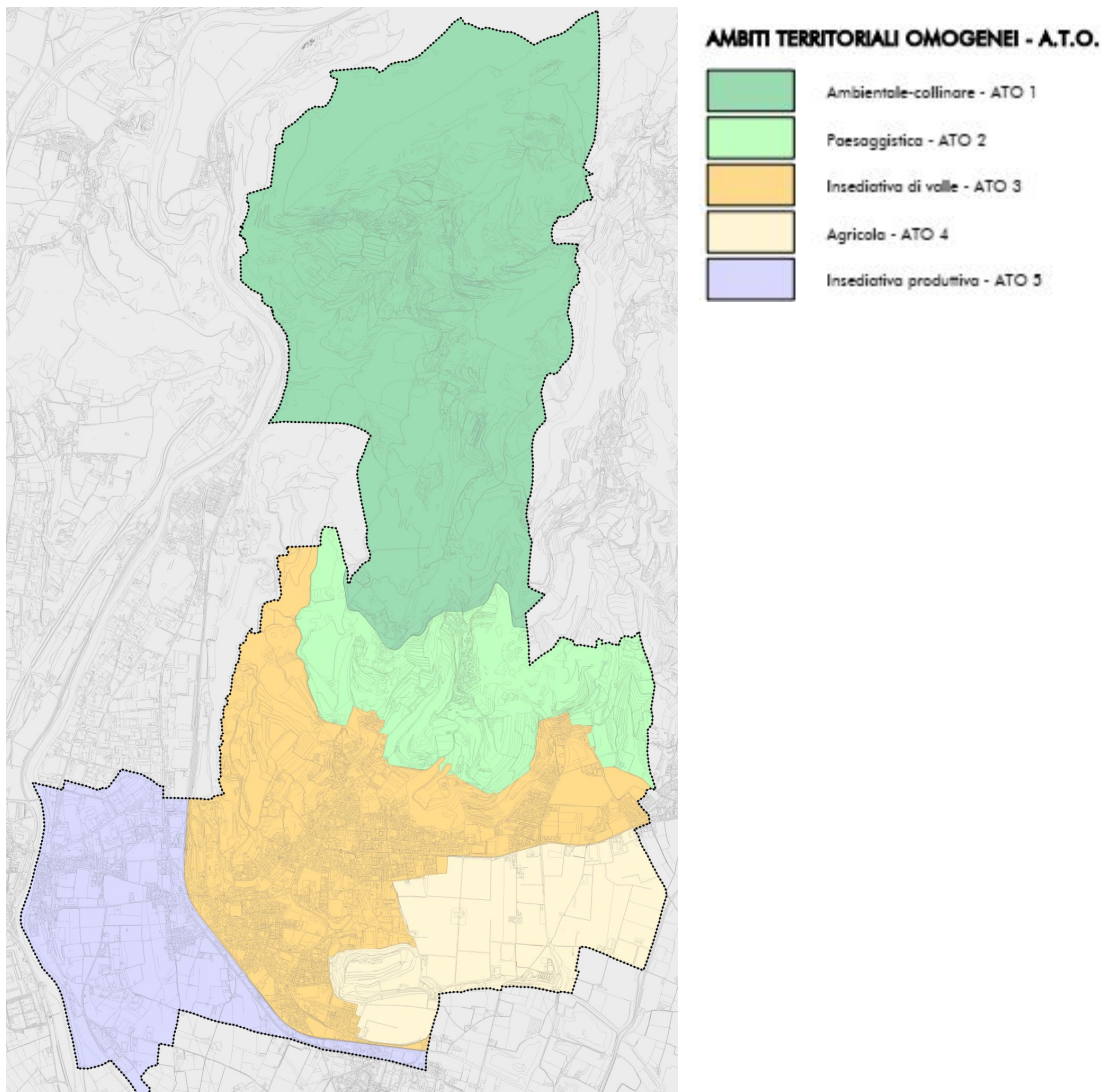 AMBITI TERRITORIALI OMOGENEI - A.T.O.
Ambientale-collinare - ATO 1
Paesaggistica - ATO 2
Insediativa di valle - ATO 3
Agricola - ATO 4
Insediativa produttiva - ATO 5